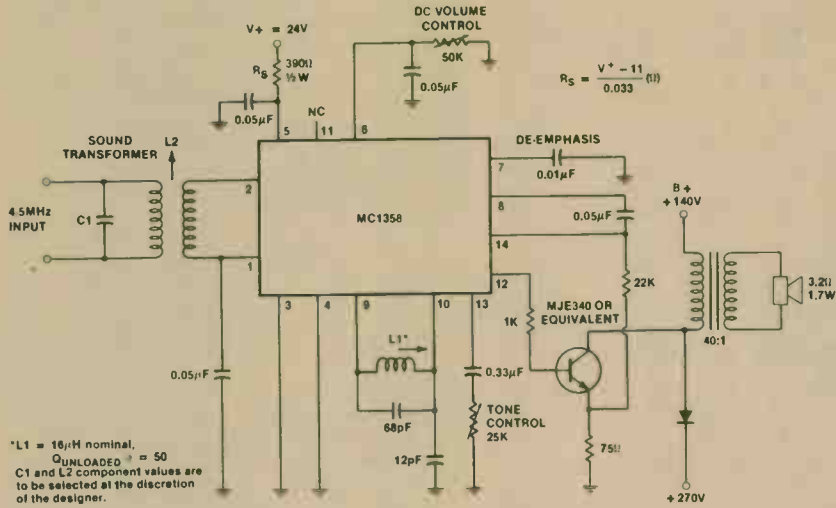 DC VOLUME
CONTROL
V+ = 24V
50K
RS
390Ω
½ W
0.05µF
RS = V+ – 11
0.033 (Ω)
0.05µF
NC
5
11
6
SOUND
TRANSFORMER
L2
DE-EMPHASIS
7
0.01µF
2
8
4.5MHz
INPUT
C1
MC1358
0.05µF
B+
+140V
14
1
12
22K
3.2Ω
1.7W
3
4
9
10
13
1K
MJE340 OR
EQUIVALENT
40:1
L1*
0.05µF
0.33µF
68pF
TONE
CONTROL
25K
*L1 = 16µH nominal,
QUNLOADED = 50
C1 and L2 component values are
to be selected at the discretion
of the designer.
12pF
75Ω
+270V